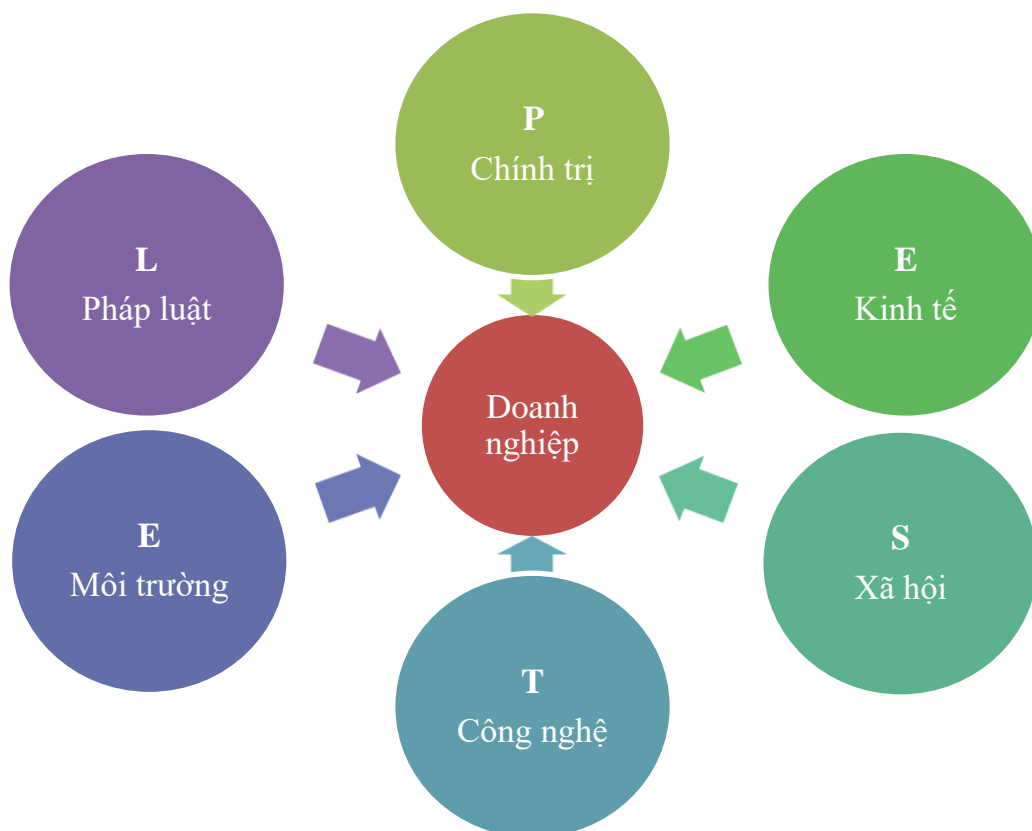 P
Chính trị
L
Pháp luật
E
Kinh tế
Doanh
nghiệp
E
Môi trường
S
Xã hội
T
Công nghệ